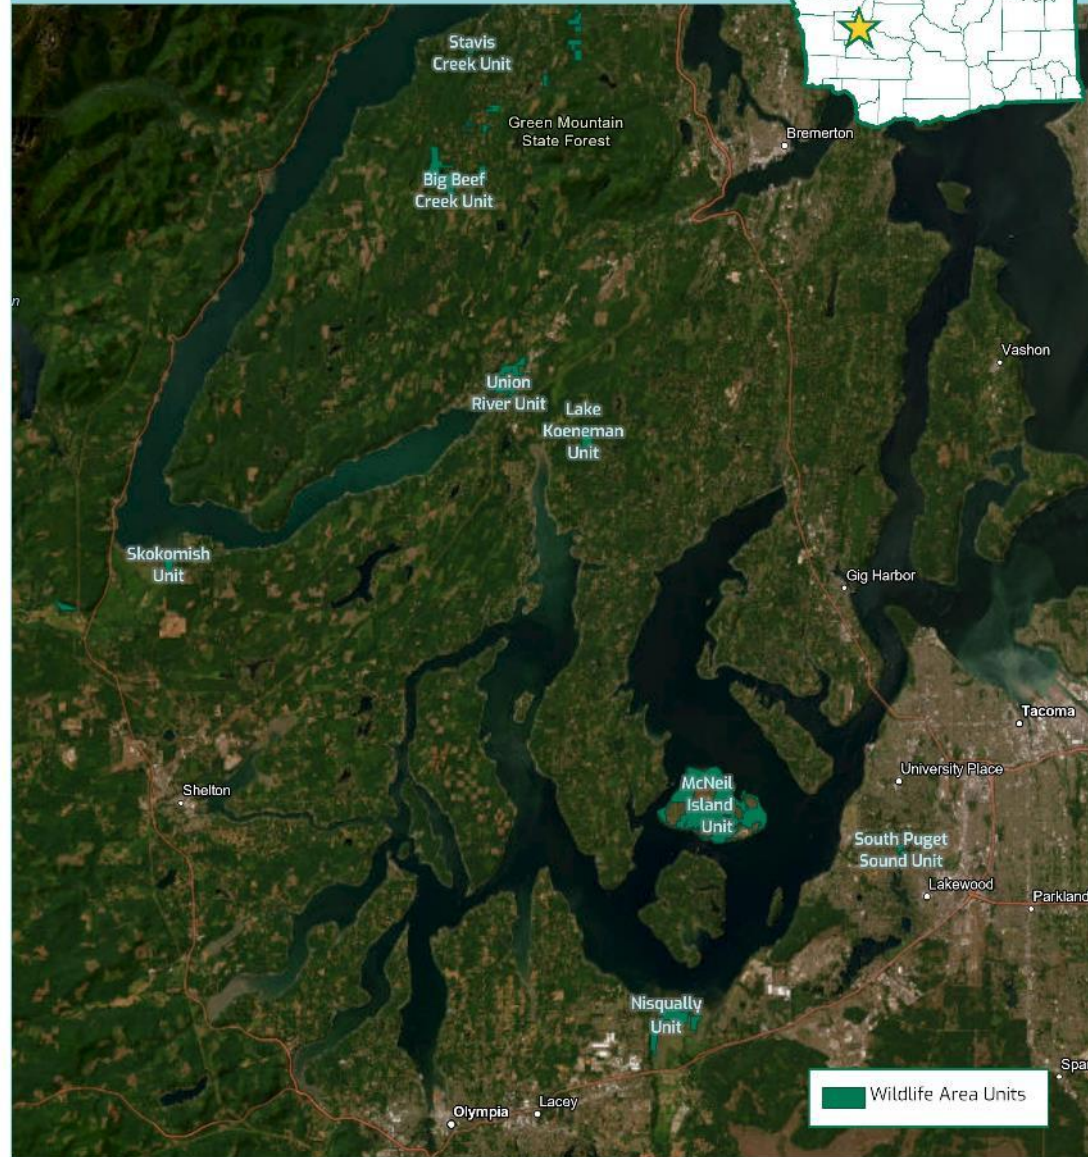 Stavis
Creek Unit
Green Mountain
State Forest
Bremerton
Big Beef
Creek Unit
n
Vashon
Union
River Unit
Lake
Koeneman
Unit
Skokomish
Unit
Gig Harbor
Tacoma
University Place
McNeil
Island
Unit
Shelton
South Puget
Sound Unit
Lakewood
Parkland
Nisqually
Unit
Spa
Wildlife Area Units
Lacey
Olympia